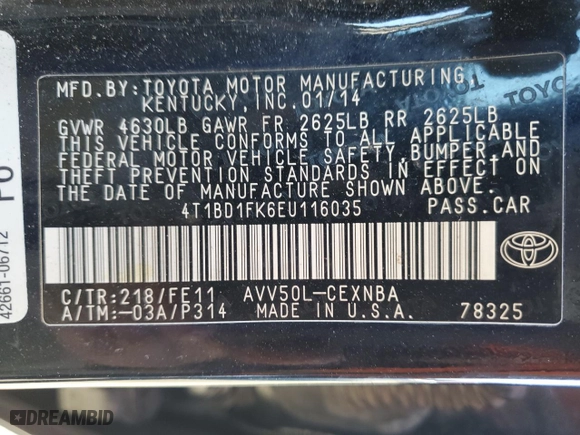 MFD.BY: TOYOTA MOTOR MANUFACTURING,
KENTUCKY, INC. 01/14
GVWR 4630LB GAWR FR 2625LB RR 2625LB
THIS VEHICLE CONFORMS TO ALL APPLICABLE
FEDERAL MOTOR VEHICLE SAFETY, BUMPER AND
THEFT PREVENTION STANDARDS IN EFFECT ON
THE DATE OF MANUFACTURE SHOWN ABOVE.
4T1BD1FK6EU116035 PASS.CAR
C/TR:218/FE11 AVV50L-CEXNBA
A/TM:-03A/P314 MADE IN U.S.A. 78325
TOYOTA
42661-06712
DREAMBID